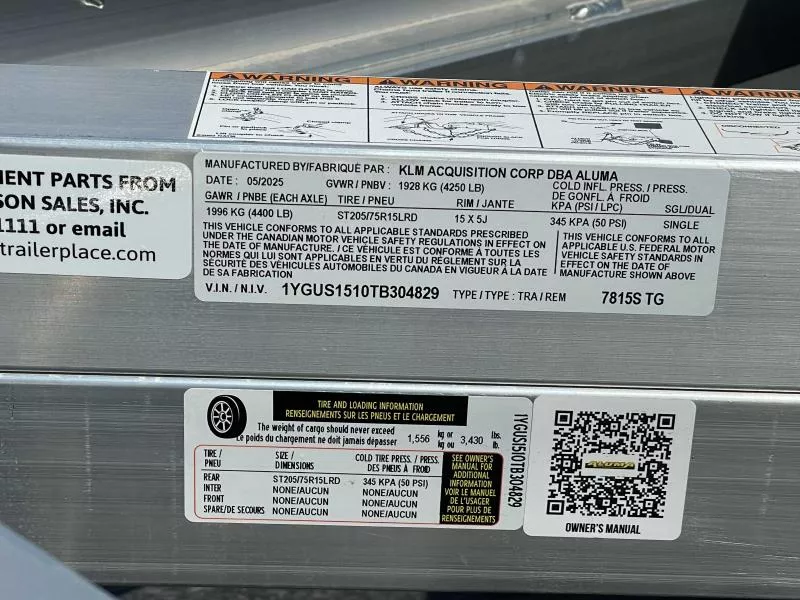 WARNING
WARNING
WARNING
WARNING
MENT PARTS FROM
SON SALES, INC.
1111 or email
trailerplace.com
MANUFACTURED BY/FABRIQUÉ PAR : KLM ACQUISITION CORP DBA ALUMA
DATE : 05/2025 GVWR / PNBV : 1928 KG (4250 LB) COLD INFL. PRESS. / PRESS. DE GONFL. À FROID
GAWR / PNBE (EACH AXLE) TIRE / PNEU RIM / JANTE KPA (PSI / LPC) SGL/DUAL
1996 KG (4400 LB) ST205/75R15LRD 15 X 5J 345 KPA (50 PSI) SINGLE
THIS VEHICLE CONFORMS TO ALL APPLICABLE STANDARDS PRESCRIBED
UNDER THE CANADIAN MOTOR VEHICLE SAFETY REGULATIONS IN EFFECT ON
THE DATE OF MANUFACTURE. / CE VÉHICULE EST CONFORME À TOUTES LES
NORMES QUI LUI SONT APPLICABLES EN VERTU DU RÉGLEMENT SUR LA
SÉCURITÉ DES VÉHICULES AUTOMOBILES DU CANADA EN VIGUEUR À LA DATE
DE SA FABRICATION
THIS VEHICLE CONFORMS TO ALL
APPLICABLE U.S. FEDERAL MOTOR
VEHICLE SAFETY STANDARDS IN
EFFECT ON THE DATE OF
MANUFACTURE SHOWN ABOVE
V.I.N. / N.I.V. 1YGUS1510TB304829 TYPE / TYPE : TRA / REM 7815S TG
TIRE AND LOADING INFORMATION
RENSEIGNEMENTS SUR LES PNEUS ET LE CHARGEMENT
The weight of cargo should never exceed 1,556 kg or 3,430 lbs.
Le poids du chargement ne doit jamais dépasser kg ou lb.
TIRE / PNEU SIZE / DIMENSIONS COLD TIRE PRESS. / PRESS. DES PNEUS À FROID
REAR ST205/75R15LRD 345 KPA (50 PSI)
INTER NONE/AUCUN NONE/AUCUN
FRONT NONE/AUCUN NONE/AUCUN
SPARE/DE SECOURS NONE/AUCUN NONE/AUCUN
SEE OWNER'S
MANUAL FOR
ADDITIONAL
INFORMATION
VOIR LE MANUEL
DE L'USAGER
POUR PLUS DE
RENSEIGNEMENTS
1YGUS1510TB304829
ALUMA
OWNER'S MANUAL